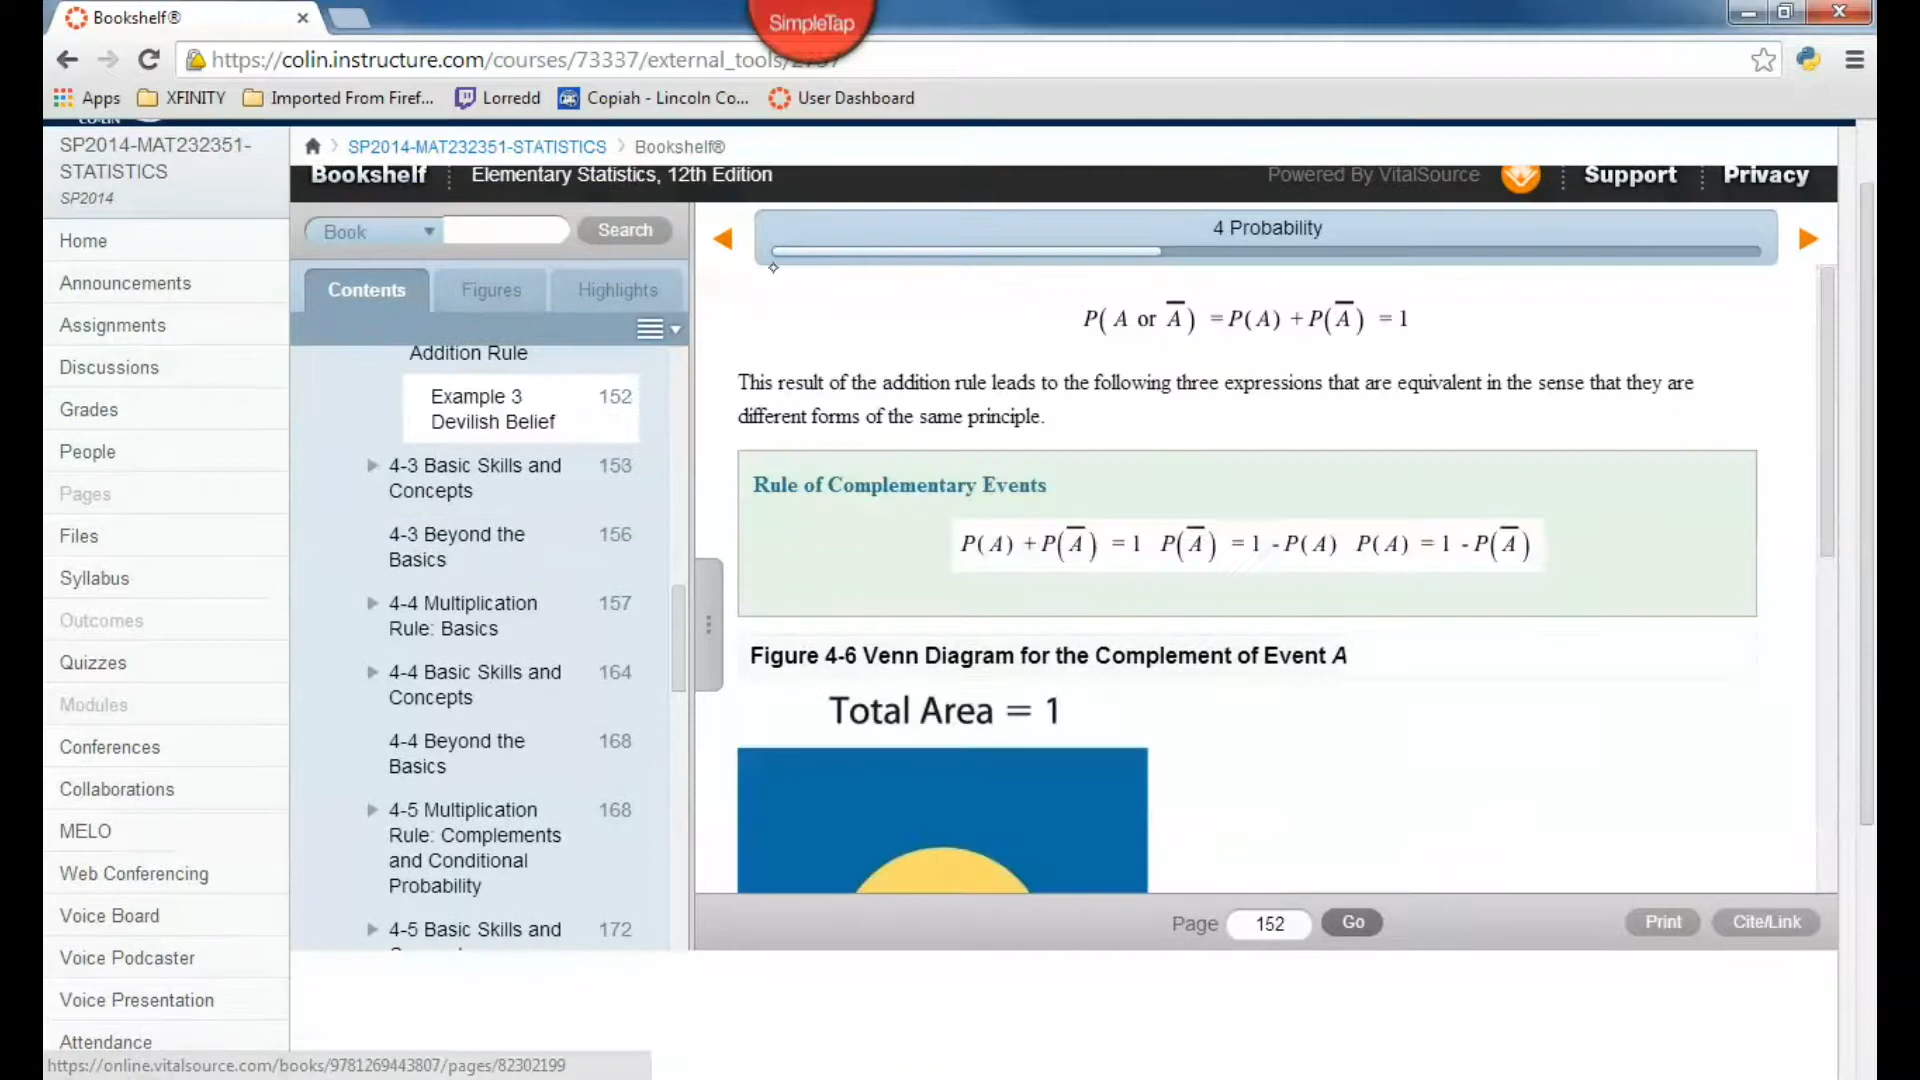 Bookshelf®
SimpleTap
https://colin.instructure.com/courses/73337/external_tools/
Apps XFINITY Imported From Firef... Lorredd Copiah - Lincoln Co... User Dashboard
SP2014-MAT232351-
STATISTICS
SP2014
Home
Announcements
Assignments
Discussions
Grades
People
Pages
Files
Syllabus
Outcomes
Quizzes
Modules
Conferences
Collaborations
MELO
Web Conferencing
Voice Board
Voice Podcaster
Voice Presentation
Attendance
SP2014-MAT232351-STATISTICS Bookshelf®
Bookshelf Elementary Statistics, 12th Edition Powered By VitalSource Support Privacy
Book Search
Contents Figures Highlights
Addition Rule
Example 3 152
Devilish Belief
4-3 Basic Skills and 153
Concepts
4-3 Beyond the 156
Basics
4-4 Multiplication 157
Rule: Basics
4-4 Basic Skills and 164
Concepts
4-4 Beyond the 168
Basics
4-5 Multiplication 168
Rule: Complements
and Conditional
Probability
4-5 Basic Skills and 172
4 Probability
P( A or A̅ ) = P( A ) + P( A̅ ) = 1
This result of the addition rule leads to the following three expressions that are equivalent in the sense that they are
different forms of the same principle.
Rule of Complementary Events
P( A ) + P( A̅ ) = 1 P( A̅ ) = 1 - P( A ) P( A ) = 1 - P( A̅ )
Figure 4-6 Venn Diagram for the Complement of Event A
Total Area = 1
Page 152 Go Print Cite/Link
https://online.vitalsource.com/books/9781269443807/pages/82302199